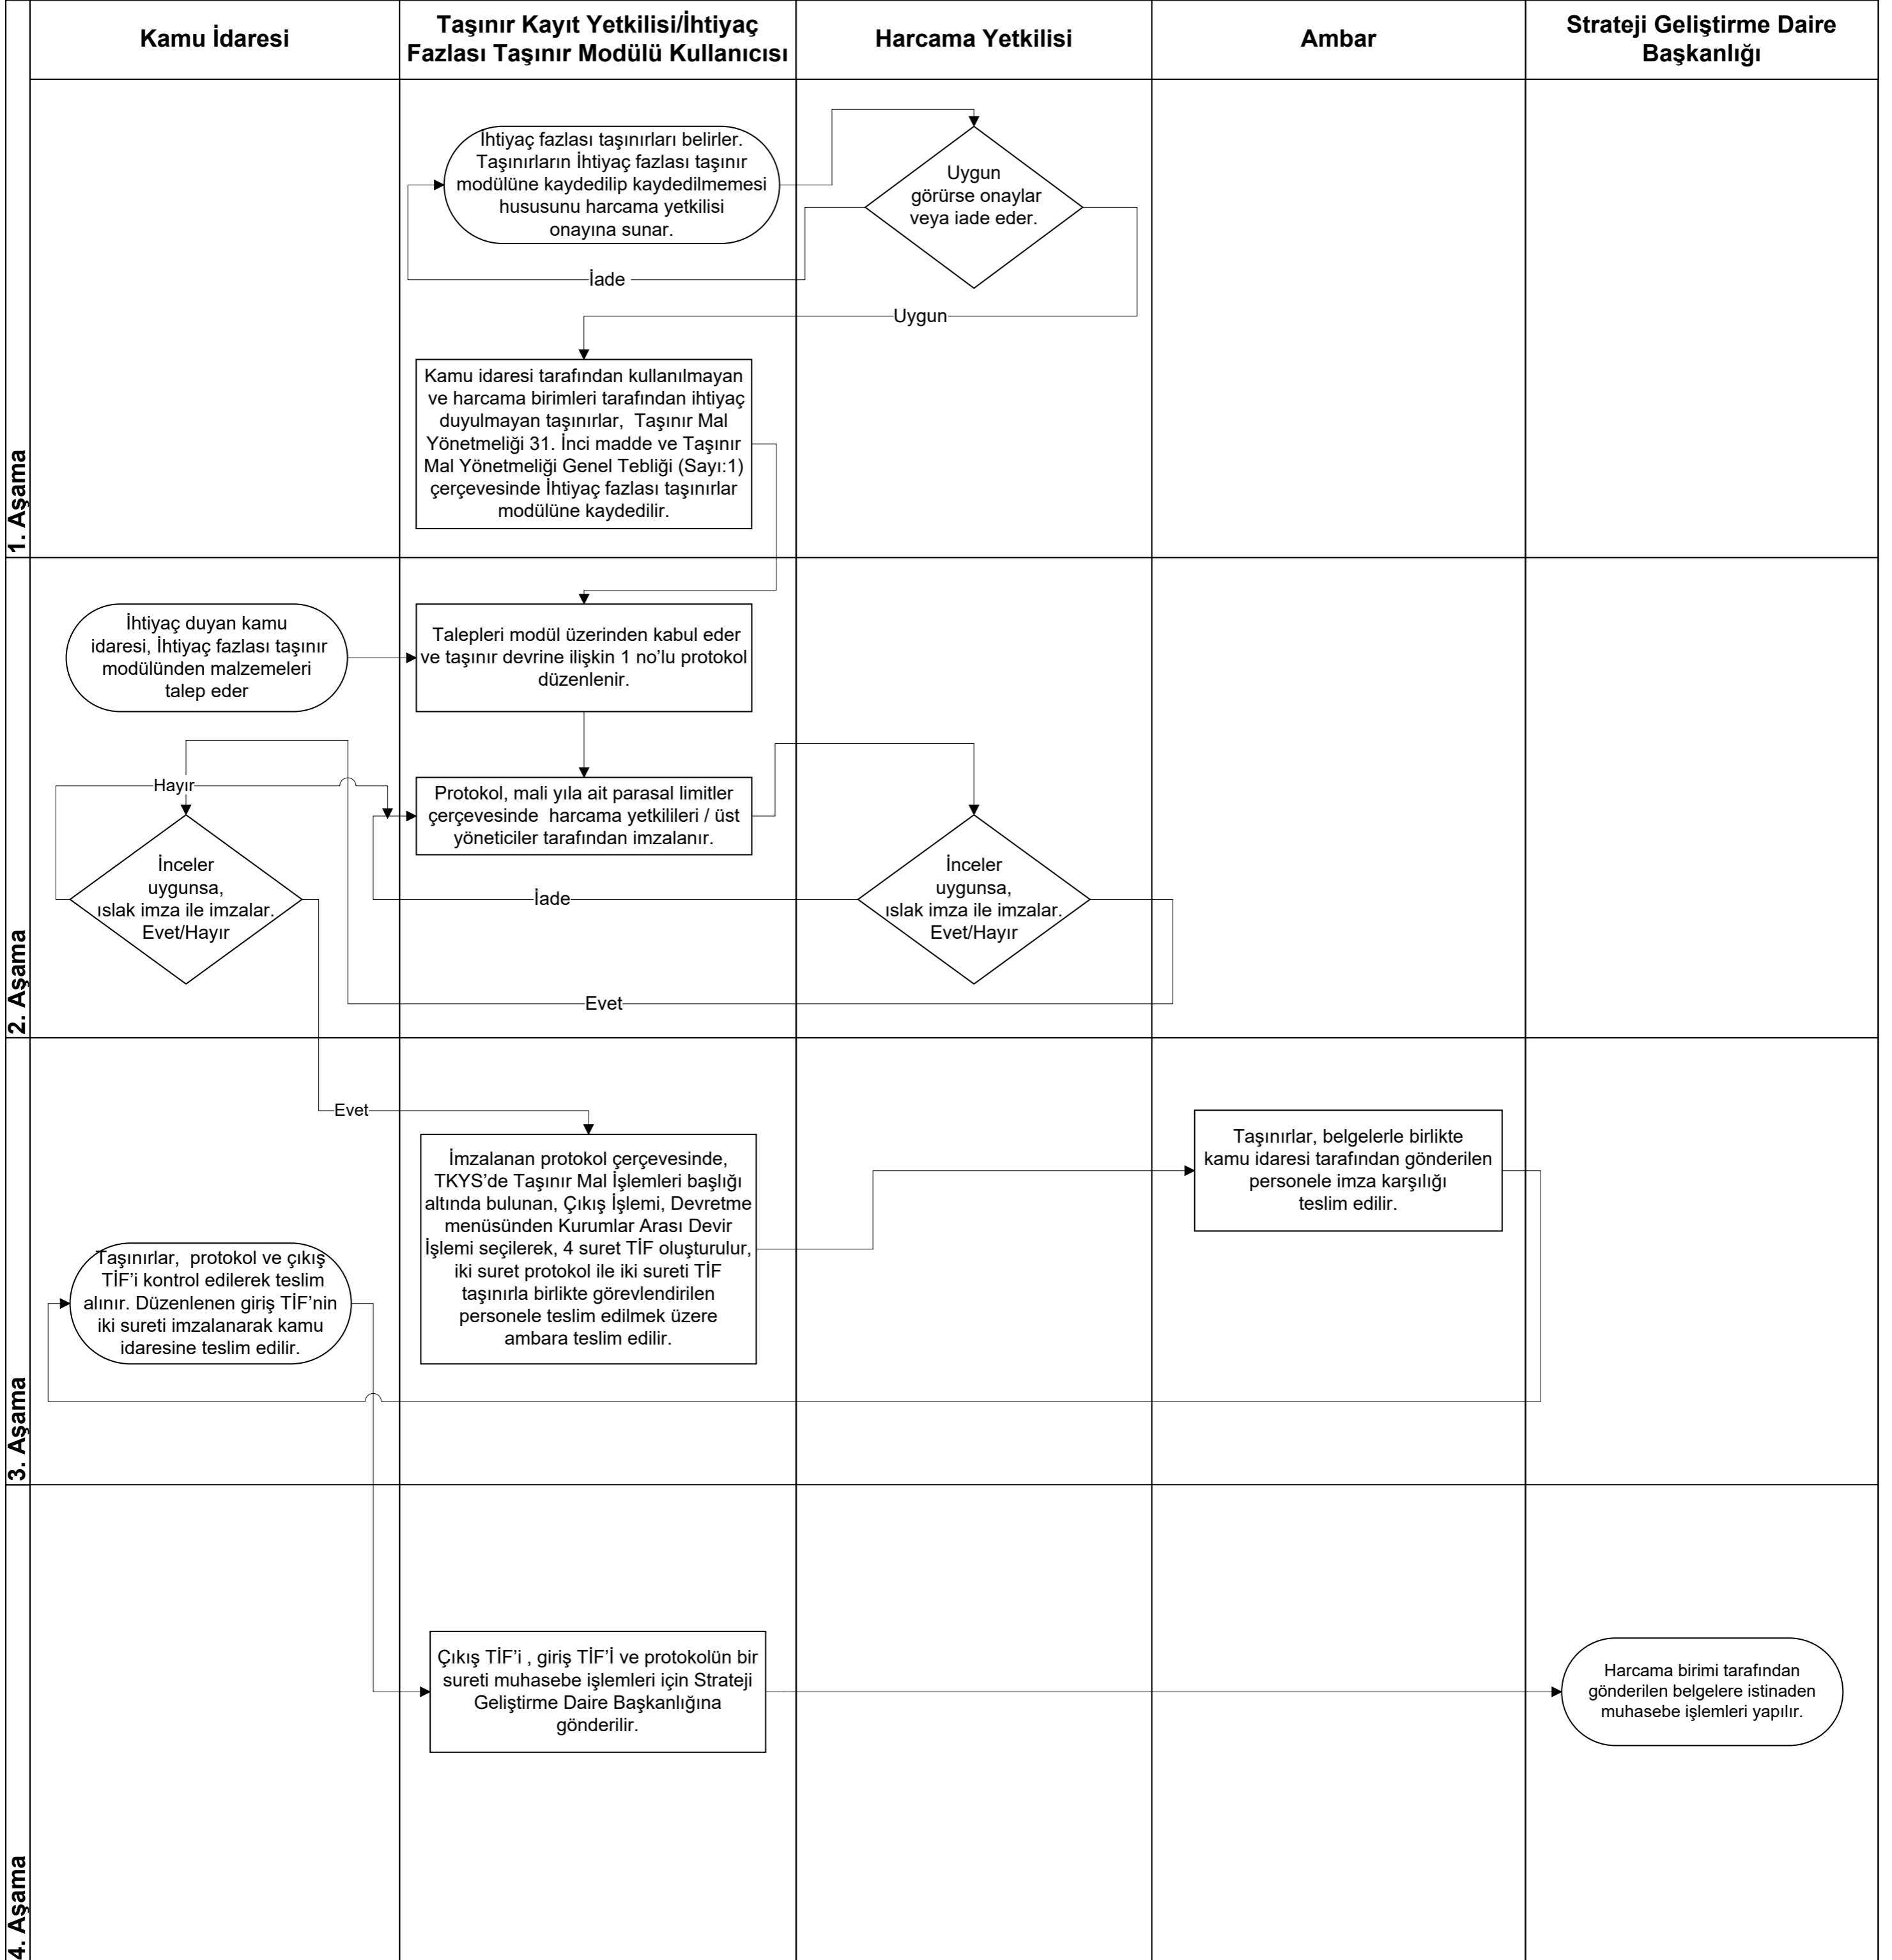 Kamu İdaresi
Taşınır Kayıt Yetkilisi/İhtiyaç
Fazlası Taşınır Modülü Kullanıcısı
Harcama Yetkilisi
Ambar
Strateji Geliştirme Daire
Başkanlığı
1. Aşama
İhtiyaç fazlası taşınırları belirler.
Taşınırların İhtiyaç fazlası taşınır
modülüne kaydedilip kaydedilmemesi
hususunu harcama yetkilisi
onayına sunar.
Uygun
görürse onaylar
veya iade eder.
İade
Uygun
Kamu idaresi tarafından kullanılmayan
ve harcama birimleri tarafından ihtiyaç
duyulmayan taşınırlar, Taşınır Mal
Yönetmeliği 31. İnci madde ve Taşınır
Mal Yönetmeliği Genel Tebliği (Sayı:1)
çerçevesinde İhtiyaç fazlası taşınırlar
modülüne kaydedilir.
2. Aşama
İhtiyaç duyan kamu
idaresi, İhtiyaç fazlası taşınır
modülünden malzemeleri
talep eder
Talepleri modül üzerinden kabul eder
ve taşınır devrine ilişkin 1 no’lu protokol
düzenlenir.
Hayır
Protokol, mali yıla ait parasal limitler
çerçevesinde harcama yetkilileri / üst
yöneticiler tarafından imzalanır.
İnceler
uygunsa,
ıslak imza ile imzalar.
Evet/Hayır
İade
İnceler
uygunsa,
ıslak imza ile imzalar.
Evet/Hayır
Evet
3. Aşama
Evet
İmzalanan protokol çerçevesinde,
TKYS’de Taşınır Mal İşlemleri başlığı
altında bulunan, Çıkış İşlemi, Devretme
menüsünden Kurumlar Arası Devir
İşlemi seçilerek, 4 suret TİF oluşturulur,
iki suret protokol ile iki sureti TİF
taşınırla birlikte görevlendirilen
personele teslim edilmek üzere
ambara teslim edilir.
Taşınırlar, belgelerle birlikte
kamu idaresi tarafından gönderilen
personele imza karşılığı
teslim edilir.
Taşınırlar, protokol ve çıkış
TİF’i kontrol edilerek teslim
alınır. Düzenlenen giriş TİF’nin
iki sureti imzalanarak kamu
idaresine teslim edilir.
4. Aşama
Çıkış TİF’i , giriş TİF’İ ve protokolün bir
sureti muhasebe işlemleri için Strateji
Geliştirme Daire Başkanlığına
gönderilir.
Harcama birimi tarafından
gönderilen belgelere istinaden
muhasebe işlemleri yapılır.